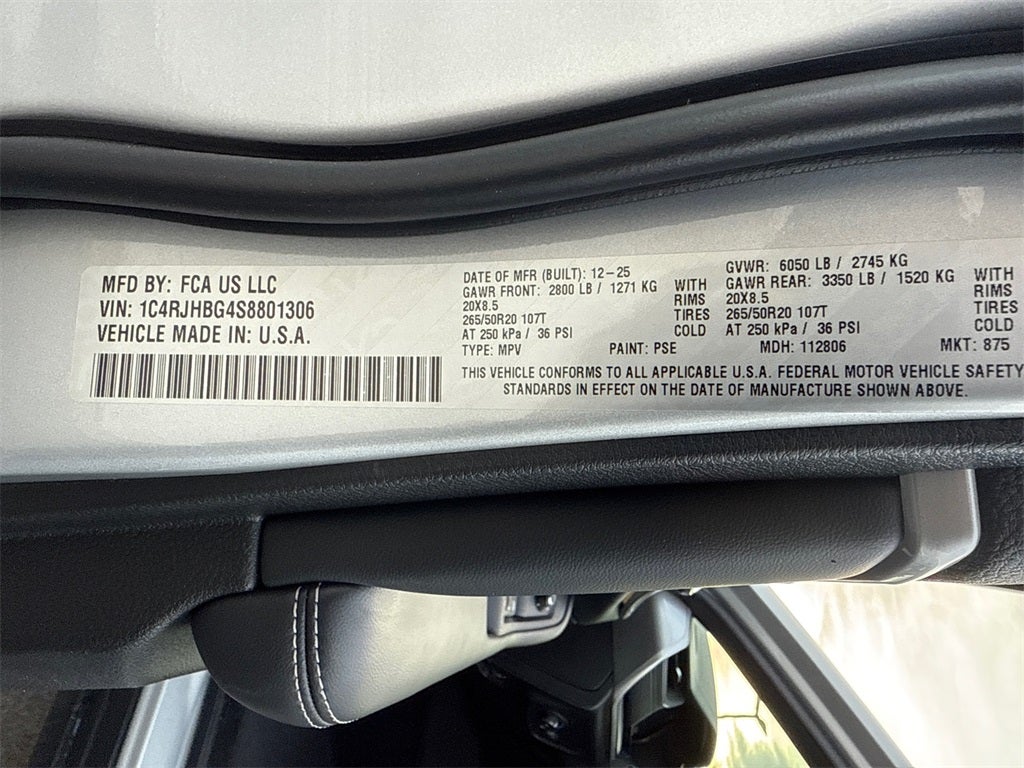 MFD BY: FCA US LLC
VIN: 1C4RJHBG4S8801306
VEHICLE MADE IN: U.S.A.
DATE OF MFR (BUILT): 12-25
GAWR FRONT: 2800 LB / 1271 KG WITH
20X8.5 RIMS
265/50R20 107T TIRES
AT 250 kPa / 36 PSI COLD
GVWR: 6050 LB / 2745 KG
GAWR REAR: 3350 LB / 1520 KG WITH
20X8.5 RIMS
265/50R20 107T TIRES
AT 250 kPa / 36 PSI COLD
TYPE: MPV PAINT: PSE MDH: 112806 MKT: 875
THIS VEHICLE CONFORMS TO ALL APPLICABLE U.S.A. FEDERAL MOTOR VEHICLE SAFETY
STANDARDS IN EFFECT ON THE DATE OF MANUFACTURE SHOWN ABOVE.